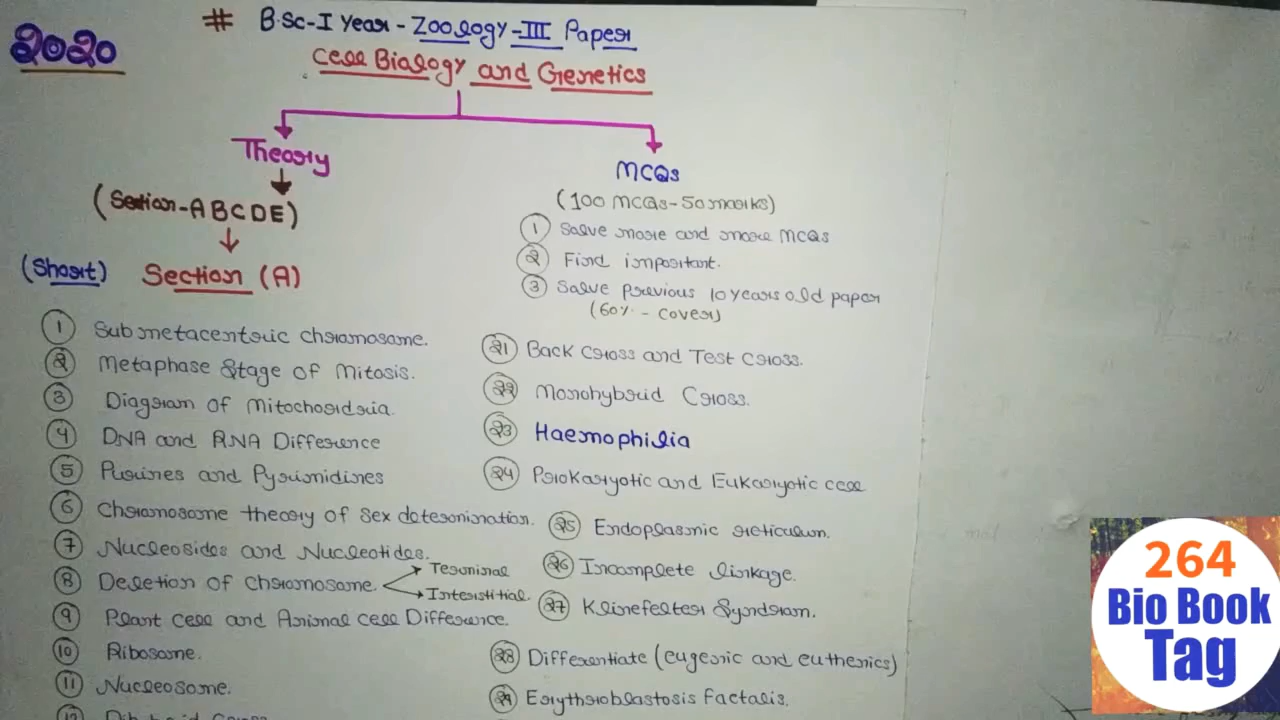 2020
# B.Sc-I Year - Zoology-III Paper
Cell Biology and Genetics
Theory
(Section-ABCDE)
(Short) Section (A)
MCQs
(100 MCQs-50 marks)
1 Solve more and more MCQs
2 Find important.
3 Solve previous 10 years old paper
(60% - cover)
1 Submetacentric chromosome.
2 Metaphase Stage of Mitosis.
3 Diagram of Mitochondria.
4 DNA and RNA Difference
5 Purines and Pyrimidines
6 Chromosome theory of Sex determination.
7 Nucleosides and Nucleotides.
8 Deletion of Chromosome. Terminal
Interstitial
9 Plant cell and Animal cell Difference.
10 Ribosome.
11 Nucleosome.
21 Back Cross and Test Cross.
22 Monohybrid Cross.
23 Haemophilia
24 Prokaryotic and Eukaryotic cell
25 Endoplasmic reticulum.
26 Incomplete linkage.
27 Klinefelter Syndrom.
28 Differentiate (eugenic and euthenics)
29 Erythroblastosis factalis.
264
Bio Book
Tag